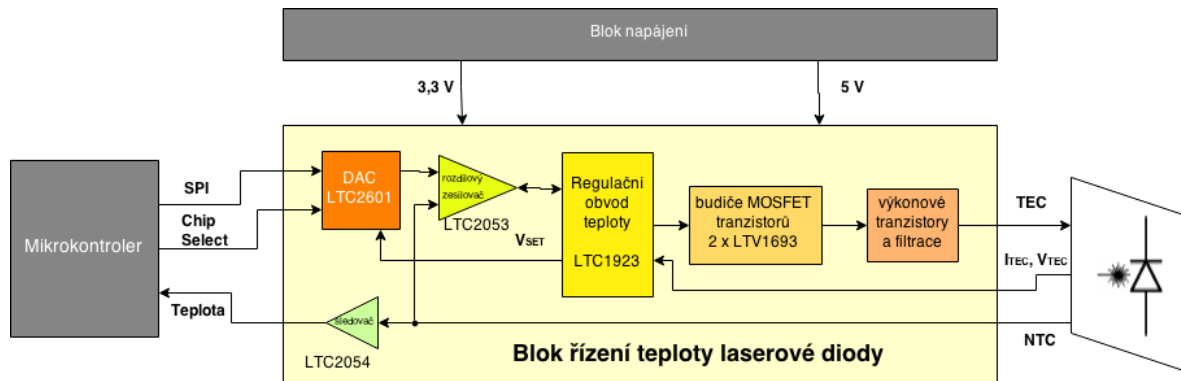 Blok napájení
3,3 V
5 V
Mikrokontroler
SPI
Chip
Select
Teplota
DAC
LTC2601
rozdílový
zesilovač
LTC2053
VSET
Regulační
obvod
teploty
LTC1923
budiče MOSFET
tranzistorů
2 x LTV1693
výkonové
tranzistory
a filtrace
TEC
ITEC, VTEC
NTC
sledovač
LTC2054
Blok řízení teploty laserové diody